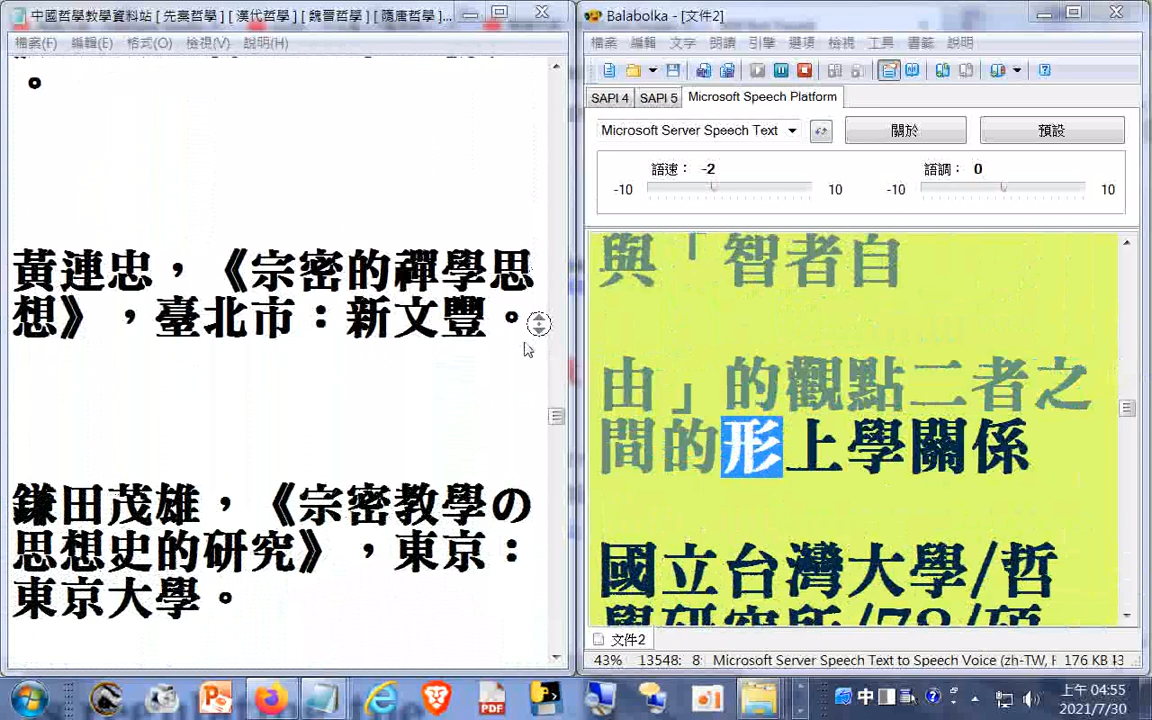 中國哲學教學資料站 [ 先秦哲學 ] [ 漢代哲學 ] [ 魏晉哲學 ] [ 隋唐哲學 ]...
檔案(F) 編輯(E) 格式(O) 檢視(V) 說明(H)
。
黃連忠，《宗密的禪學思
想》，臺北市：新文豐。
鎌田茂雄，《宗密教學の
思想史的研究》，東京：
東京大學。
Balabolka - [文件2]
檔案 編輯 文字 朗讀 引擎 選項 檢視 工具 書籤 說明
SAPI 4 SAPI 5 Microsoft Speech Platform
Microsoft Server Speech Text 關於 預設
語速： -2 語調： 0
-10 10 -10 10
與「智者自
由」的觀點二者之
間的形上學關係
國立台灣大學/哲
學研究所/78/碩
文件2
43% 13548: 8 Microsoft Server Speech Text to Speech Voice (zh-TW, 176 KB
PDF 中 上午 04:55
2021/7/30